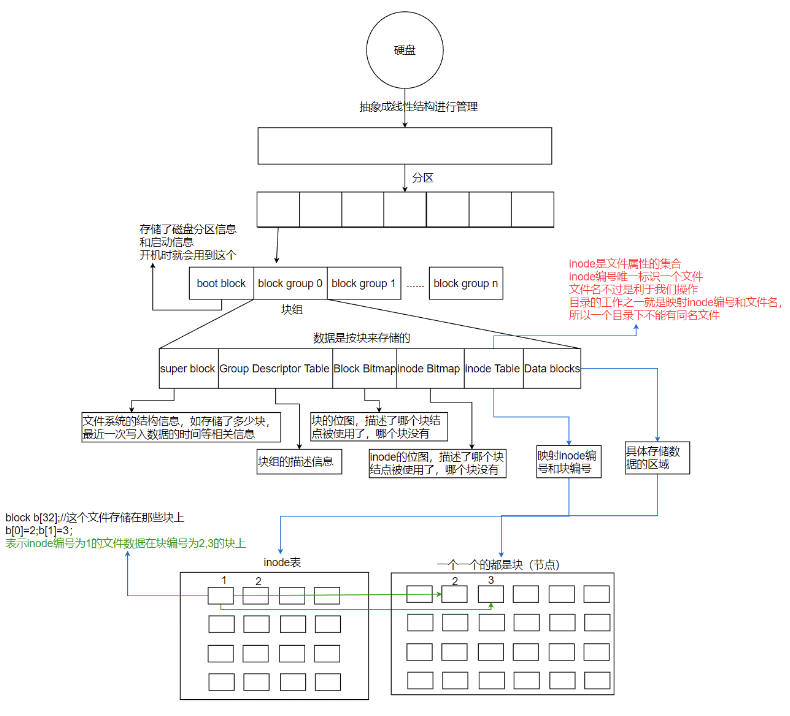 硬盘
抽象成线性结构进行管理
分区
存储了磁盘分区信息
和启动信息
开机时就会用到这个
inode是文件属性的集合
inode编号唯一标识一个文件
文件名不过是利于我们操作
目录的工作之一就是映射inode编号和文件名，
所以一个目录下不能有同名文件
boot block
block group 0
block group 1
......
block group n
块组
数据是按块来存储的
super block
Group Descriptor Table
Block Bitmap
inode Bitmap
inode Table
Data blocks
文件系统的结构信息，如存储了多少块，
最近一次写入数据的时间等相关信息
块的位图，描述了哪个块结
点被使用了，哪个块没有
块组的描述信息
inode的位图，描述了哪个块
结点被使用了，哪个块没有
映射inode编
号和块编号
具体存储数
据的区域
block b[32];//这个文件存储在那些块上
b[0]=2;b[1]=3；
表示inode编号为1的文件数据在块编号为2,3的块上
inode表
一个一个的都是块（节点）
1
2
2
3